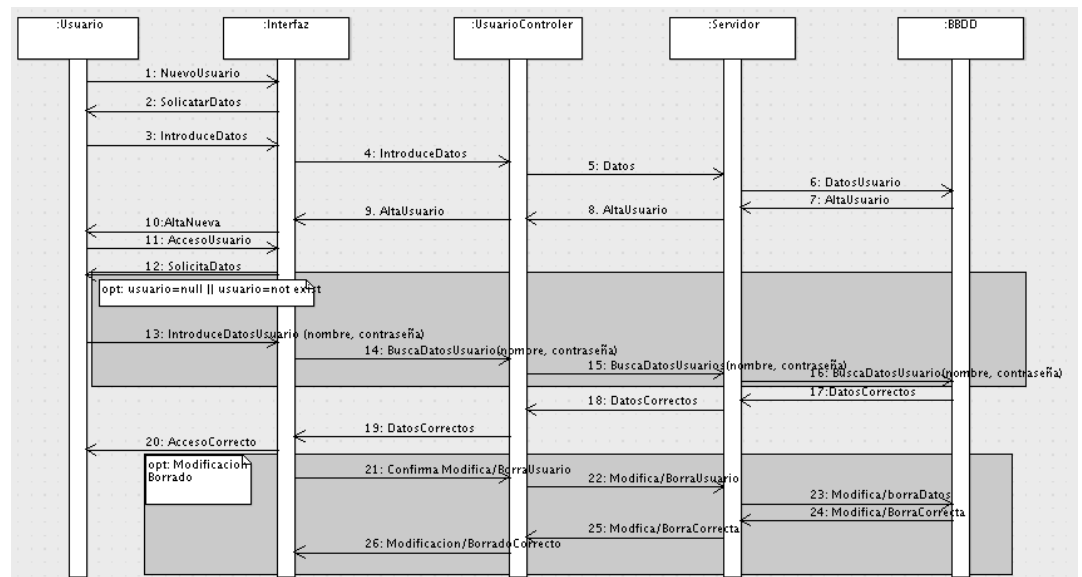 :Usuario
:Interfaz
:UsuarioControler
:Servidor
:BBDD
1: NuevoUsuario
2: SolicatarDatos
3: IntroduceDatos
4: IntroduceDatos
5: Datos
6: DatosUsuario
7: AltaUsuario
8. AltaUsuario
9. AltaUsuario
10:AltaNueva
11: AccesoUsuario
12: SolicitaDatos
opt: usuario=null || usuario=not exist
13: IntroduceDatosUsuario (nombre, contraseña)
14: BuscaDatosUsuario(nombre, contraseña)
15: BuscaDatosUsuarios(nombre, contraseña)
16: BuscaDatosUsuario(nombre, contraseña)
17:DatosCorrectos
18: DatosCorrectos
19: DatosCorrectos
20: AccesoCorrecto
opt: Modificacion
Borrado
21: Confirma Modifica/BorraUsuario
22: Modifica/BorraUsuario
23: Modifica/borraDatos
24: Modifica/BorraCorrecta
25: Modfica/BorraCorrecta
26: Modificacion/BorradoCorrecto